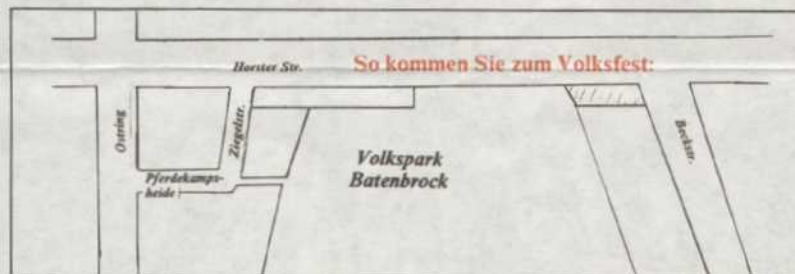 So kommen Sie zum Volksfest:
Horster Str.
Ostring
Ziegelstr.
Pferdekamps-
heide
Volkspark
Batenbrock
Beckstr.